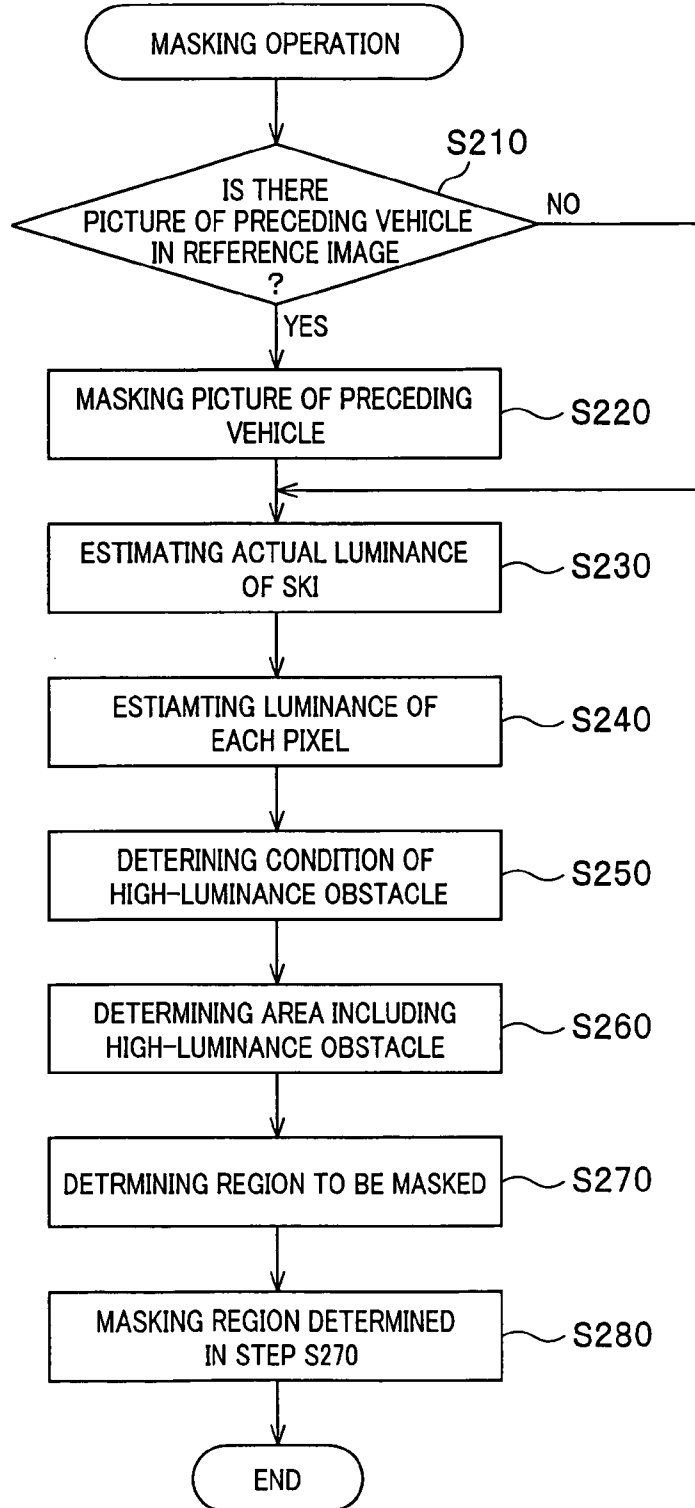 MASKING OPERATION
S210
IS THERE
PICTURE OF PRECEDING VEHICLE
IN REFERENCE IMAGE
?
NO
YES
MASKING PICTURE OF PRECEDING
VEHICLE
S220
ESTIMATING ACTUAL LUMINANCE
OF SKI
S230
ESTIAMTING LUMINANCE OF
EACH PIXEL
S240
DETERINING CONDITION OF
HIGH-LUMINANCE OBSTACLE
S250
DETERMINING AREA INCLUDING
HIGH-LUMINANCE OBSTACLE
S260
DETRMINING REGION TO BE MASKED
S270
MASKING REGION DETERMINED
IN STEP S270
S280
END